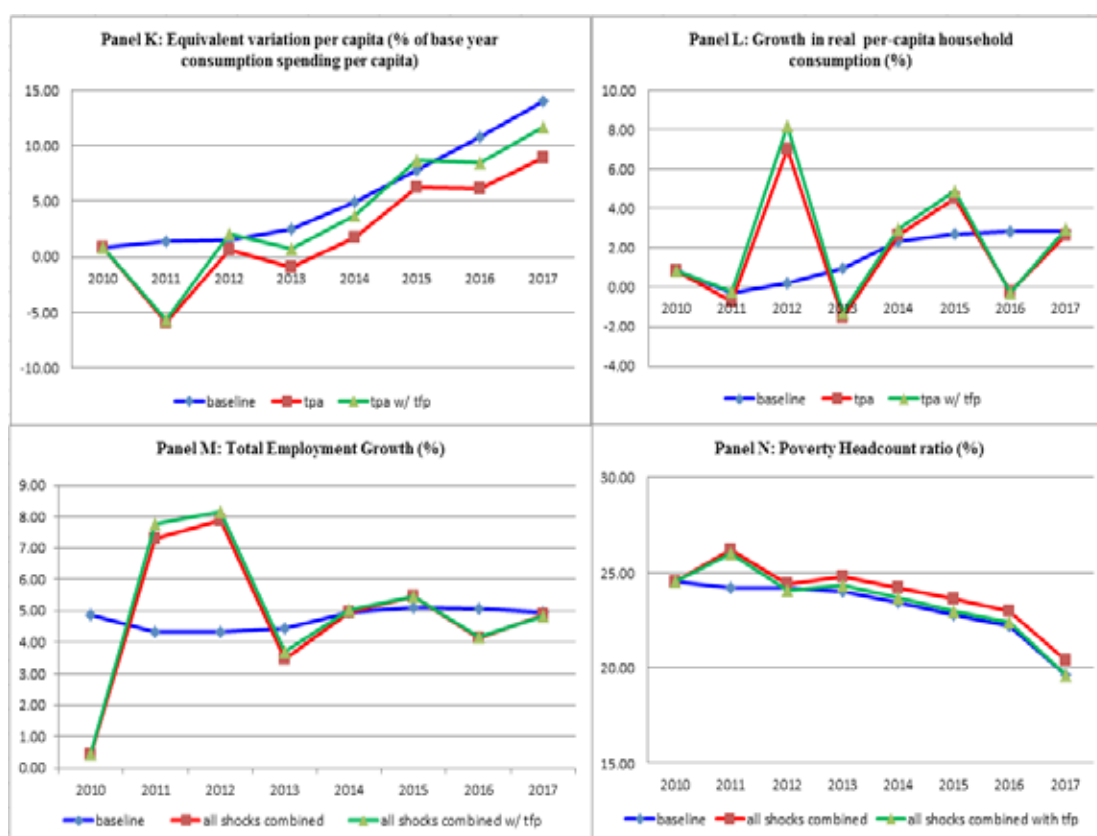 Panel K: Equivalent variation per capita (% of base year
consumption spending per capita)
15.00
10.00
5.00
0.00
-5.00
-10.00
2010 2011 2012 2013 2014 2015 2016 2017
baseline tpa tpa w/ tfp
Panel L: Growth in real per-capita household
consumption (%)
10.00
8.00
6.00
4.00
2.00
0.00
-2.00
-4.00
2010 2011 2012 2013 2014 2015 2016 2017
baseline tpa tpa w/ tfp
Panel M: Total Employment Growth (%)
9.00
8.00
7.00
6.00
5.00
4.00
3.00
2.00
1.00
0.00
2010 2011 2012 2013 2014 2015 2016 2017
baseline all shocks combined all shocks combined w/ tfp
Panel N: Poverty Headcount ratio (%)
30.00
25.00
20.00
15.00
2010 2011 2012 2013 2014 2015 2016 2017
baseline all shocks combined all shocks combined with tfp